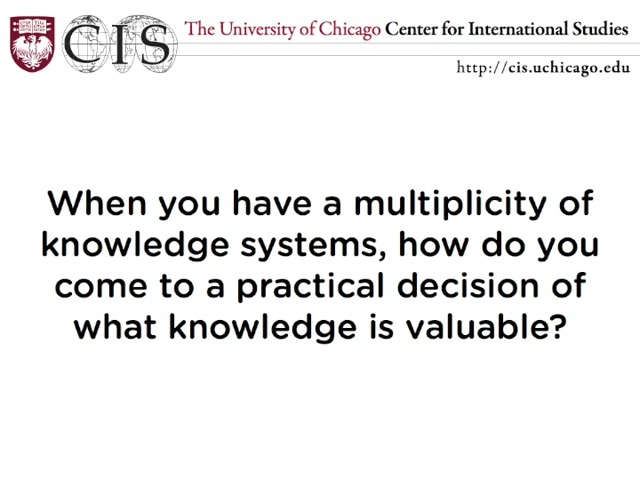 CIS
The University of Chicago Center for International Studies
http://cis.uchicago.edu
When you have a multiplicity of
knowledge systems, how do you
come to a practical decision of
what knowledge is valuable?